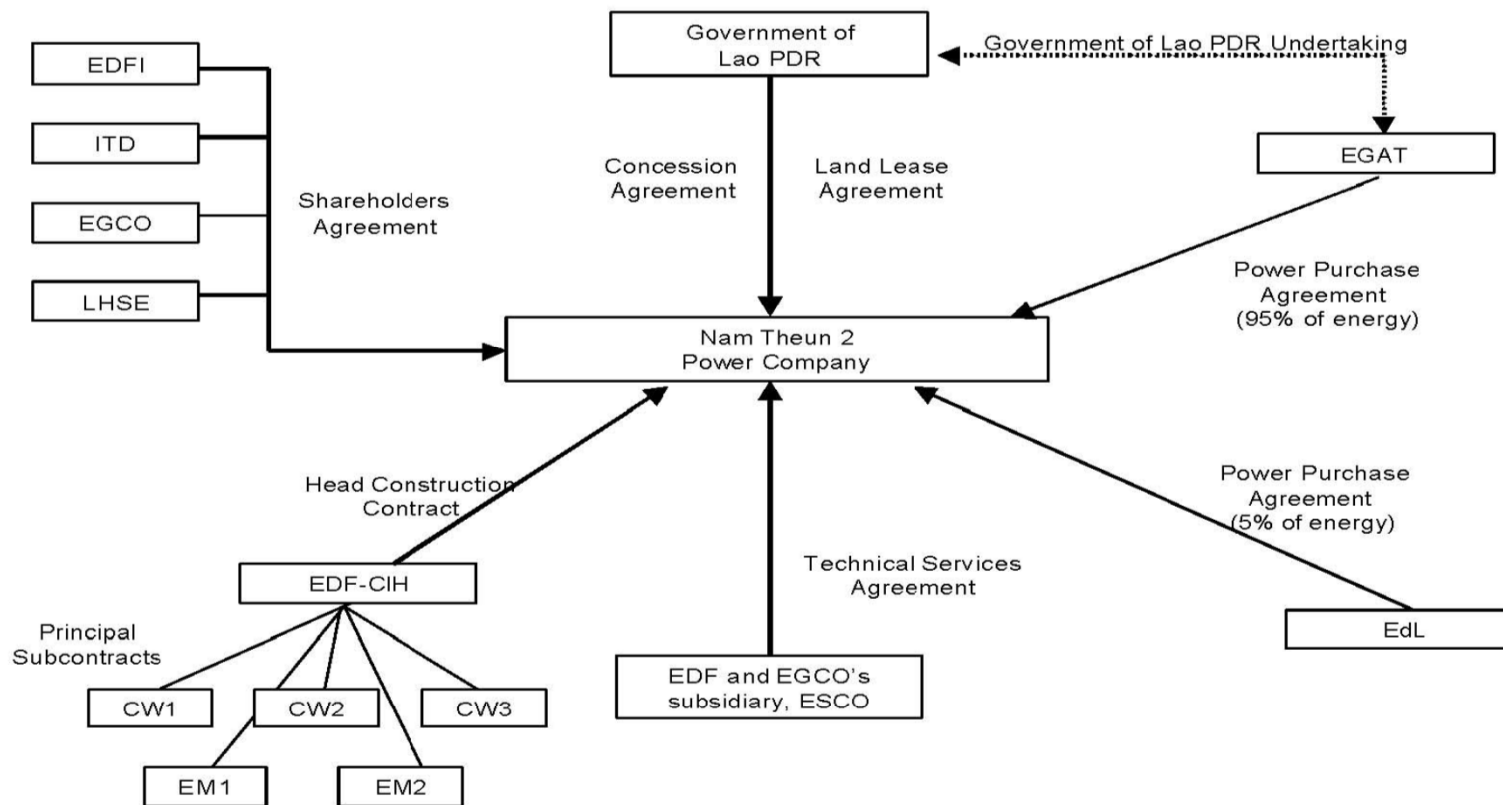 Government of
Lao PDR
Government of Lao PDR Undertaking
EDFI
ITD
EGCO
LHSE
Shareholders
Agreement
Concession
Agreement
Land Lease
Agreement
EGAT
Power Purchase
Agreement
(95% of energy)
Nam Theun 2
Power Company
Head Construction
Contract
Technical Services
Agreement
Power Purchase
Agreement
(5% of energy)
EDF-CIH
Principal
Subcontracts
CW1
CW2
CW3
EM1
EM2
EDF and EGCO's
subsidiary, ESCO
EdL